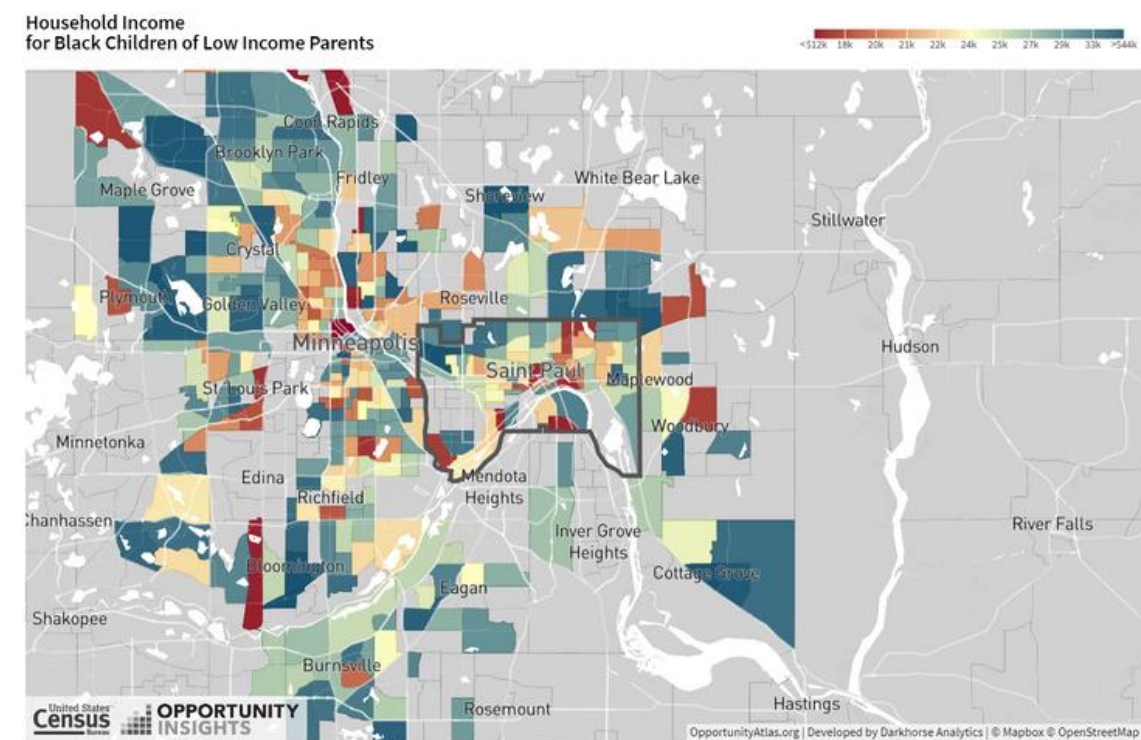 Household Income
for Black Children of Low Income Parents
<$12k 18k 20k 21k 22k 24k 25k 27k 29k 33k >$44k
Coon Rapids
Brooklyn Park
Fridley
White Bear Lake
Maple Grove
Shoreview
Stillwater
Crystal
Plymouth
Golden Valley
Roseville
Minneapolis
Hudson
Saint Paul
Maplewood
St. Louis Park
Woodbury
Minnetonka
Edina
Mendota
Heights
Richfield
Chanhassen
River Falls
Inver Grove
Heights
Bloomington
Cottage Grove
Eagan
Shakopee
Burnsville
Rosemount
Hastings
United States
Census
Bureau
OPPORTUNITY
INSIGHTS
OpportunityAtlas.org | Developed by Darkhorse Analytics | © Mapbox © OpenStreetMap